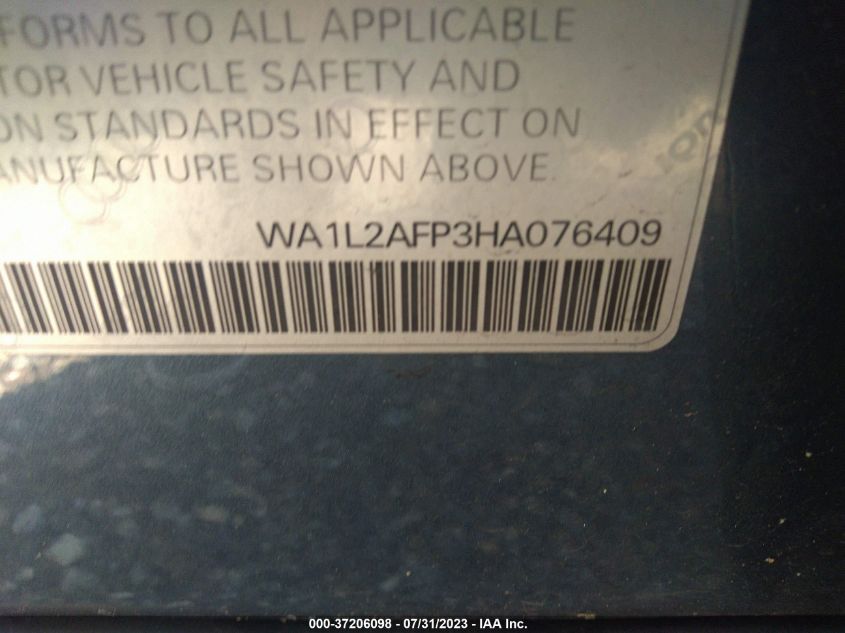 FORMS TO ALL APPLICABLE
TOR VEHICLE SAFETY AND
ON STANDARDS IN EFFECT ON
ANUFACTURE SHOWN ABOVE.
WA1L2AFP3HA076409
000-37206098 - 07/31/2023 - IAA Inc.